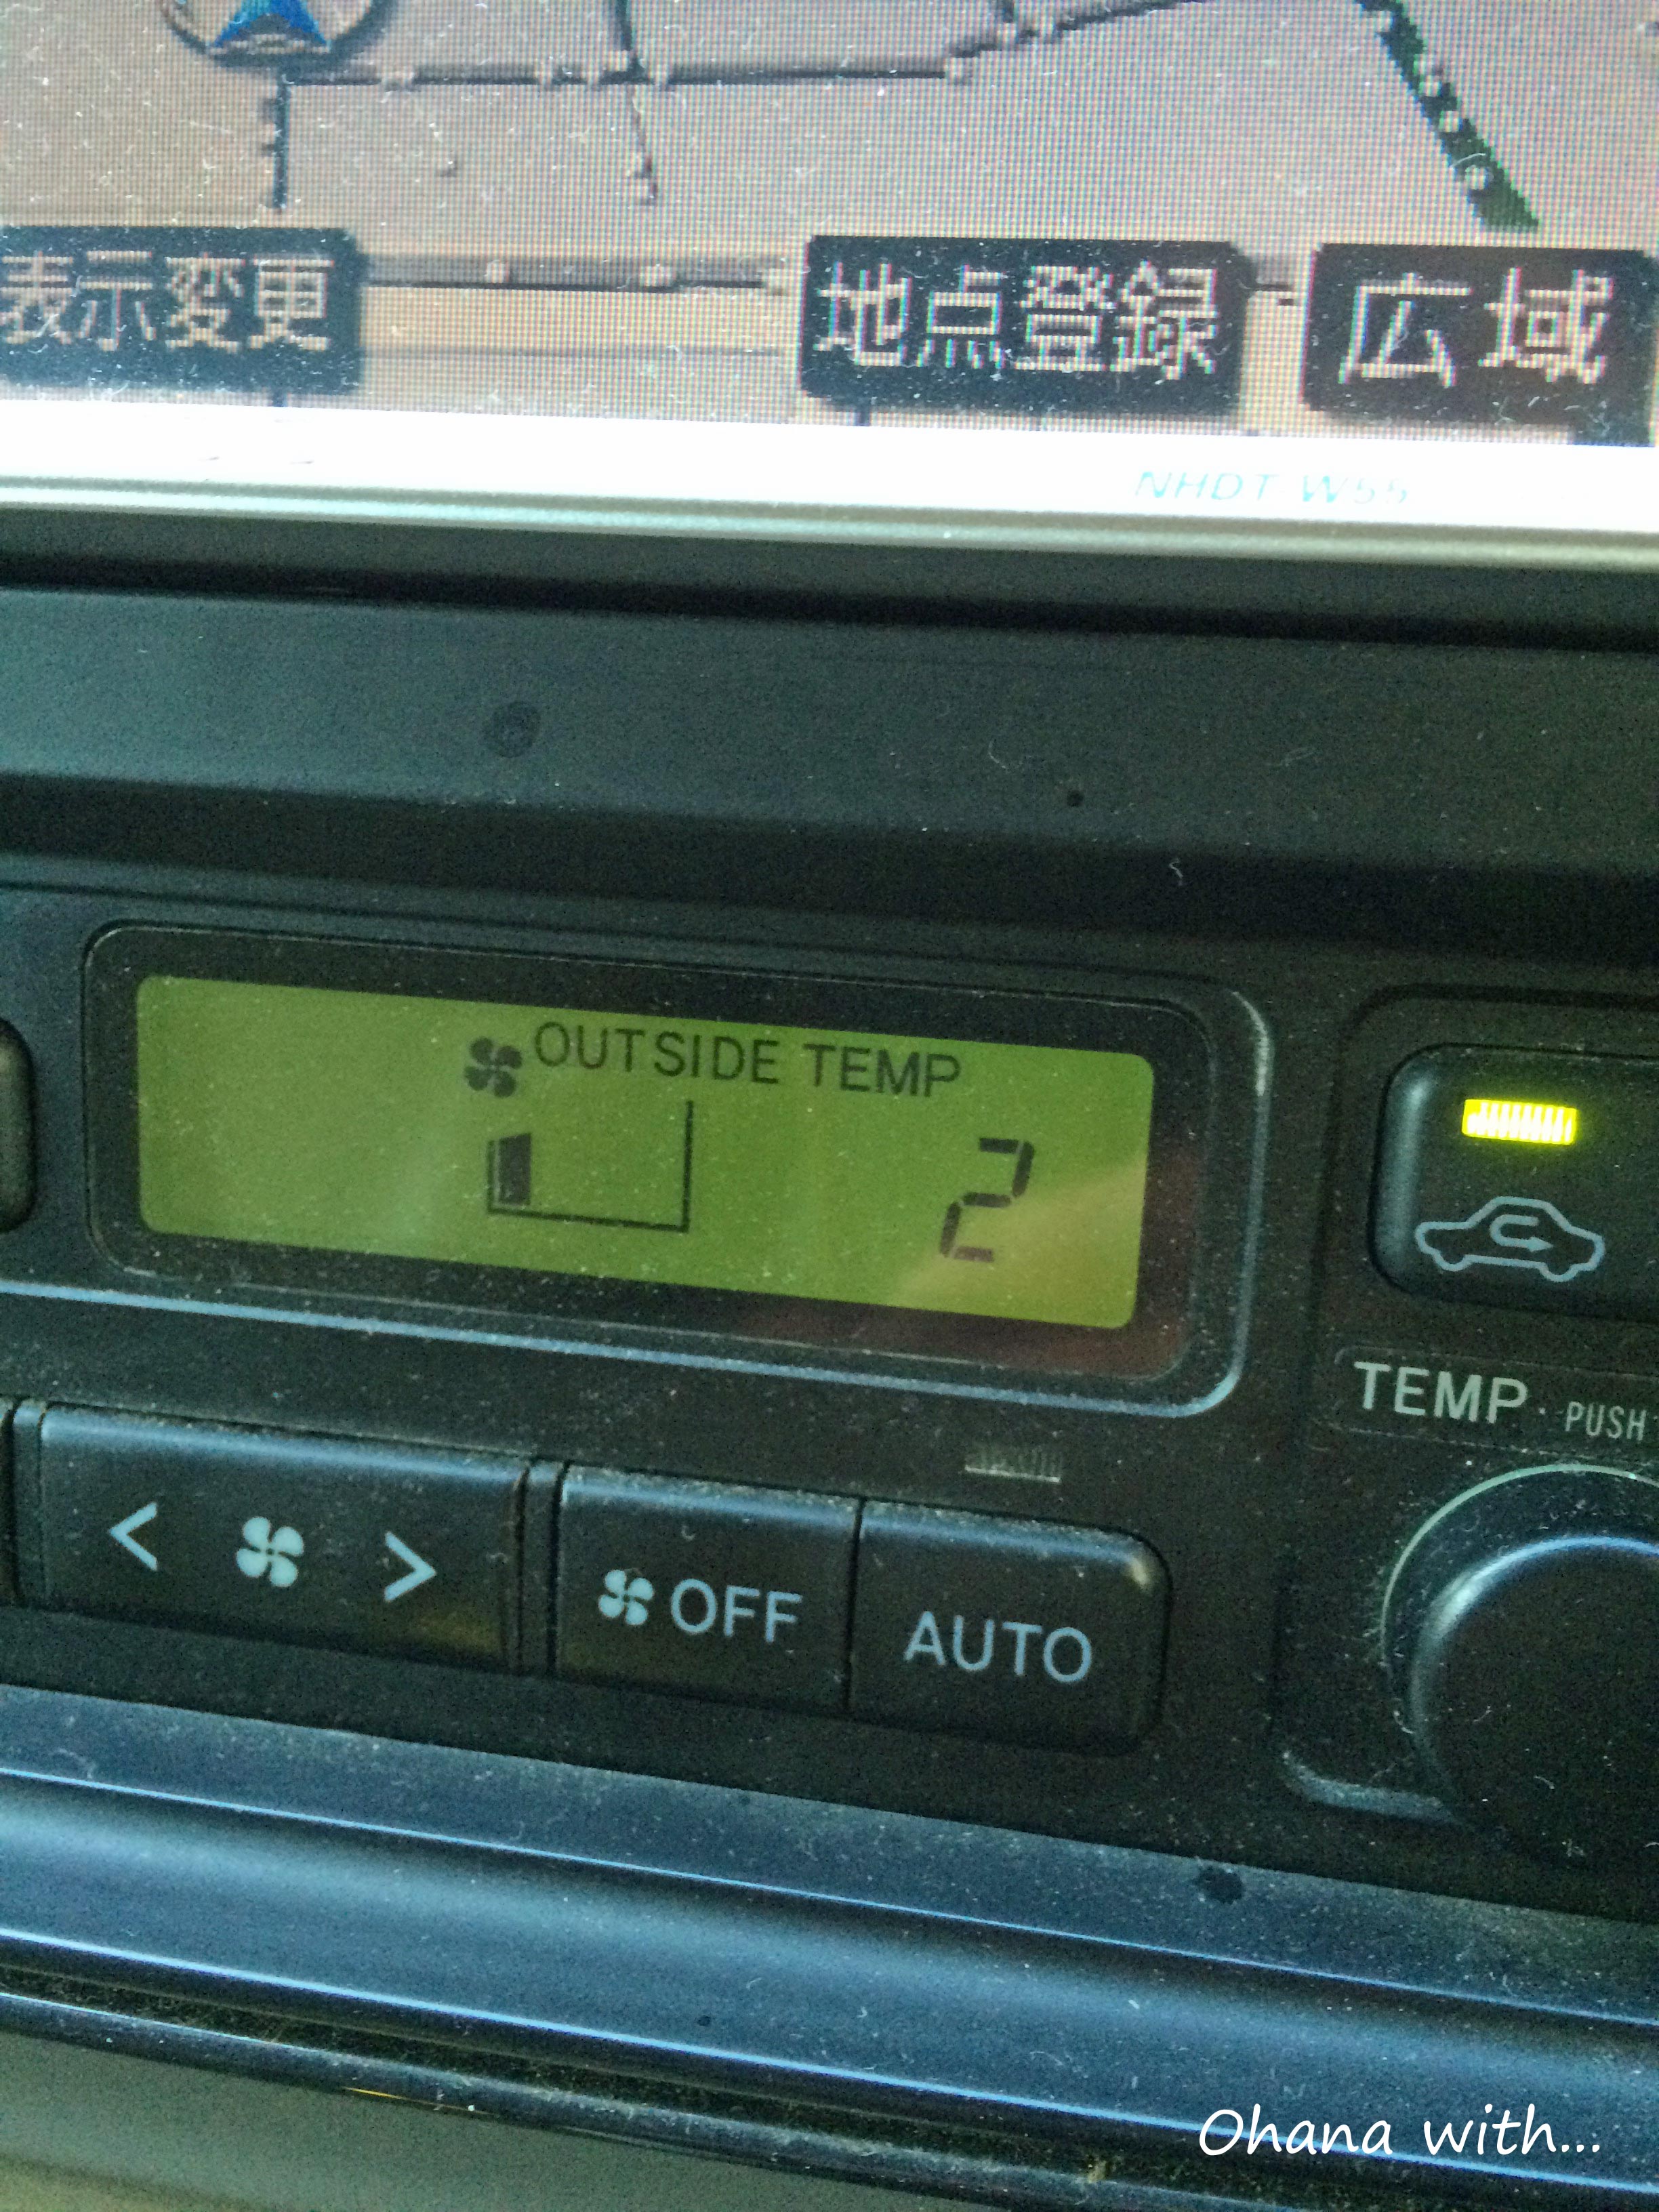 表示変更
地点登録
広域
NHDT W55
OUTSIDE TEMP
2
TEMP · PUSH
< >
OFF
AUTO
Ohana with...